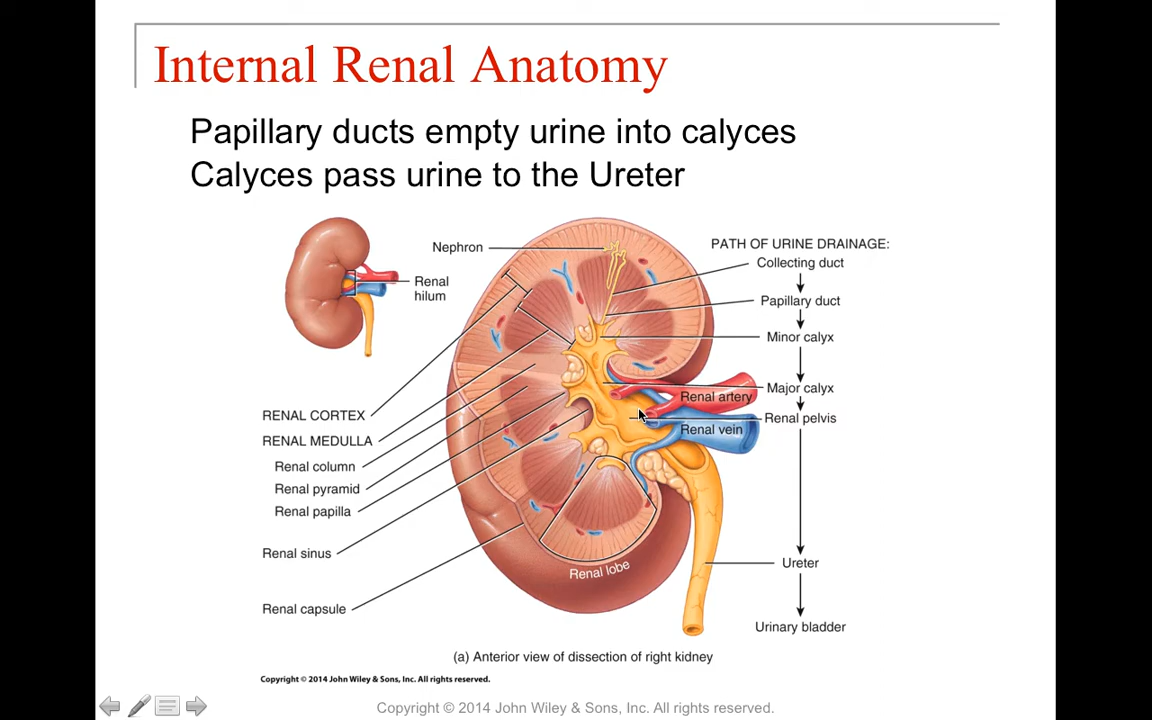 Internal Renal Anatomy
Papillary ducts empty urine into calyces
Calyces pass urine to the Ureter
Nephron
Renal
hilum
RENAL CORTEX
RENAL MEDULLA
Renal column
Renal pyramid
Renal papilla
Renal sinus
Renal capsule
Renal lobe
Renal artery
Renal vein
PATH OF URINE DRAINAGE:
Collecting duct
Papillary duct
Minor calyx
Major calyx
Renal pelvis
Ureter
Urinary bladder
(a) Anterior view of dissection of right kidney
Copyright © 2014 John Wiley & Sons, Inc. All rights reserved.
Copyright © 2014 John Wiley & Sons, Inc. All rights reserved.